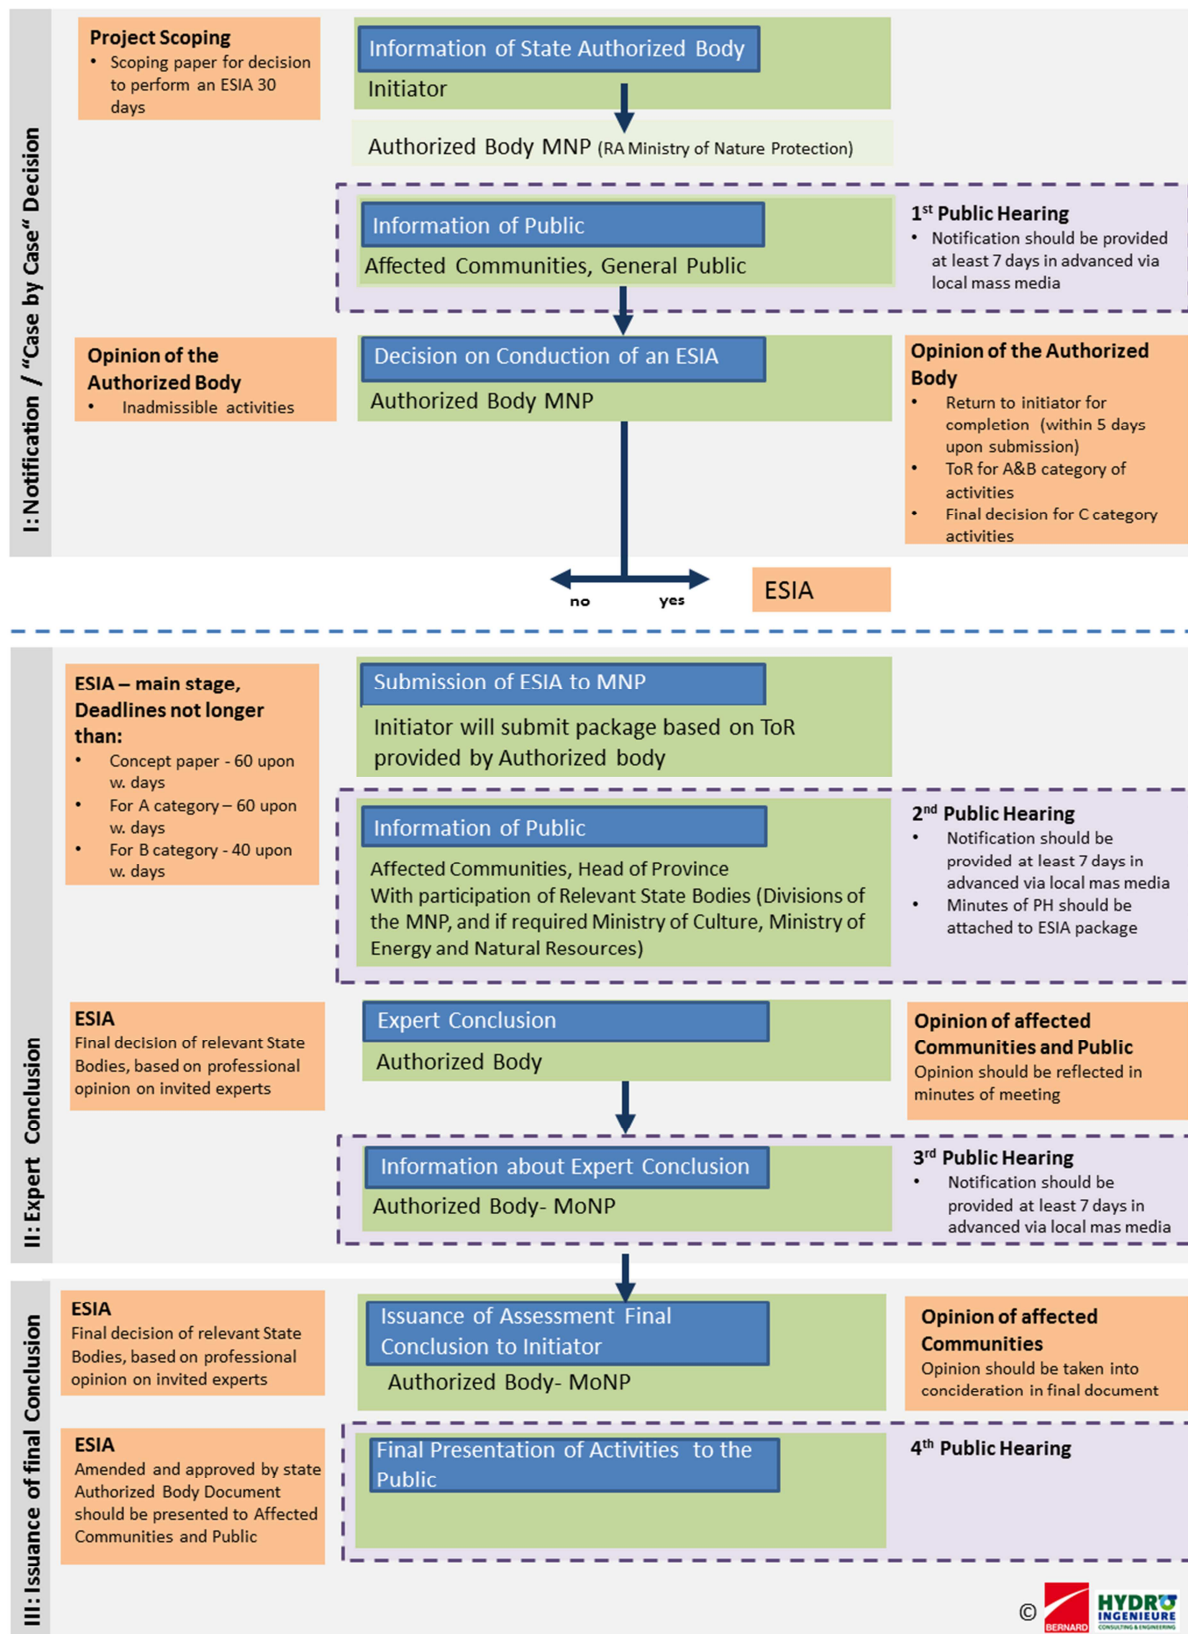 I: Notification / "Case by Case“ Decision
Project Scoping
• Scoping paper for decision
to perform an ESIA 30
days
Information of State Authorized Body
Initiator
Authorized Body MNP (RA Ministry of Nature Protection)
Information of Public
Affected Communities, General Public
1st Public Hearing
• Notification should be provided
at least 7 days in advanced via
local mass media
Opinion of the
Authorized Body
• Inadmissible activities
Decision on Conduction of an ESIA
Authorized Body MNP
Opinion of the Authorized
Body
• Return to initiator for
completion (within 5 days
upon submission)
• ToR for A&B category of
activities
• Final decision for C category
activities
no yes
ESIA
II: Expert Conclusion
ESIA – main stage,
Deadlines not longer
than:
• Concept paper - 60 upon
w. days
• For A category – 60 upon
w. days
• For B category - 40 upon
w. days
Submission of ESIA to MNP
Initiator will submit package based on ToR
provided by Authorized body
Information of Public
Affected Communities, Head of Province
With participation of Relevant State Bodies (Divisions of
the MNP, and if required Ministry of Culture, Ministry of
Energy and Natural Resources)
2nd Public Hearing
• Notification should be
provided at least 7 days in
advanced via local mas media
• Minutes of PH should be
attached to ESIA package
ESIA
Final decision of relevant State
Bodies, based on professional
opinion on invited experts
Expert Conclusion
Authorized Body
Opinion of affected
Communities and Public
Opinion should be reflected in
minutes of meeting
Information about Expert Conclusion
Authorized Body- MoNP
3rd Public Hearing
• Notification should be
provided at least 7 days in
advanced via local mas media
III: Issuance of final Conclusion
ESIA
Final decision of relevant State
Bodies, based on professional
opinion on invited experts
Issuance of Assessment Final
Conclusion to Initiator
Authorized Body- MoNP
Opinion of affected
Communities
Opinion should be taken into
concideration in final document
ESIA
Amended and approved by state
Authorized Body Document
should be presented to Affected
Communities and Public
Final Presentation of Activities to the
Public
4th Public Hearing
©
BERNARD
HYDRO
INGENIEURE
CONSULTING & ENGINEERING